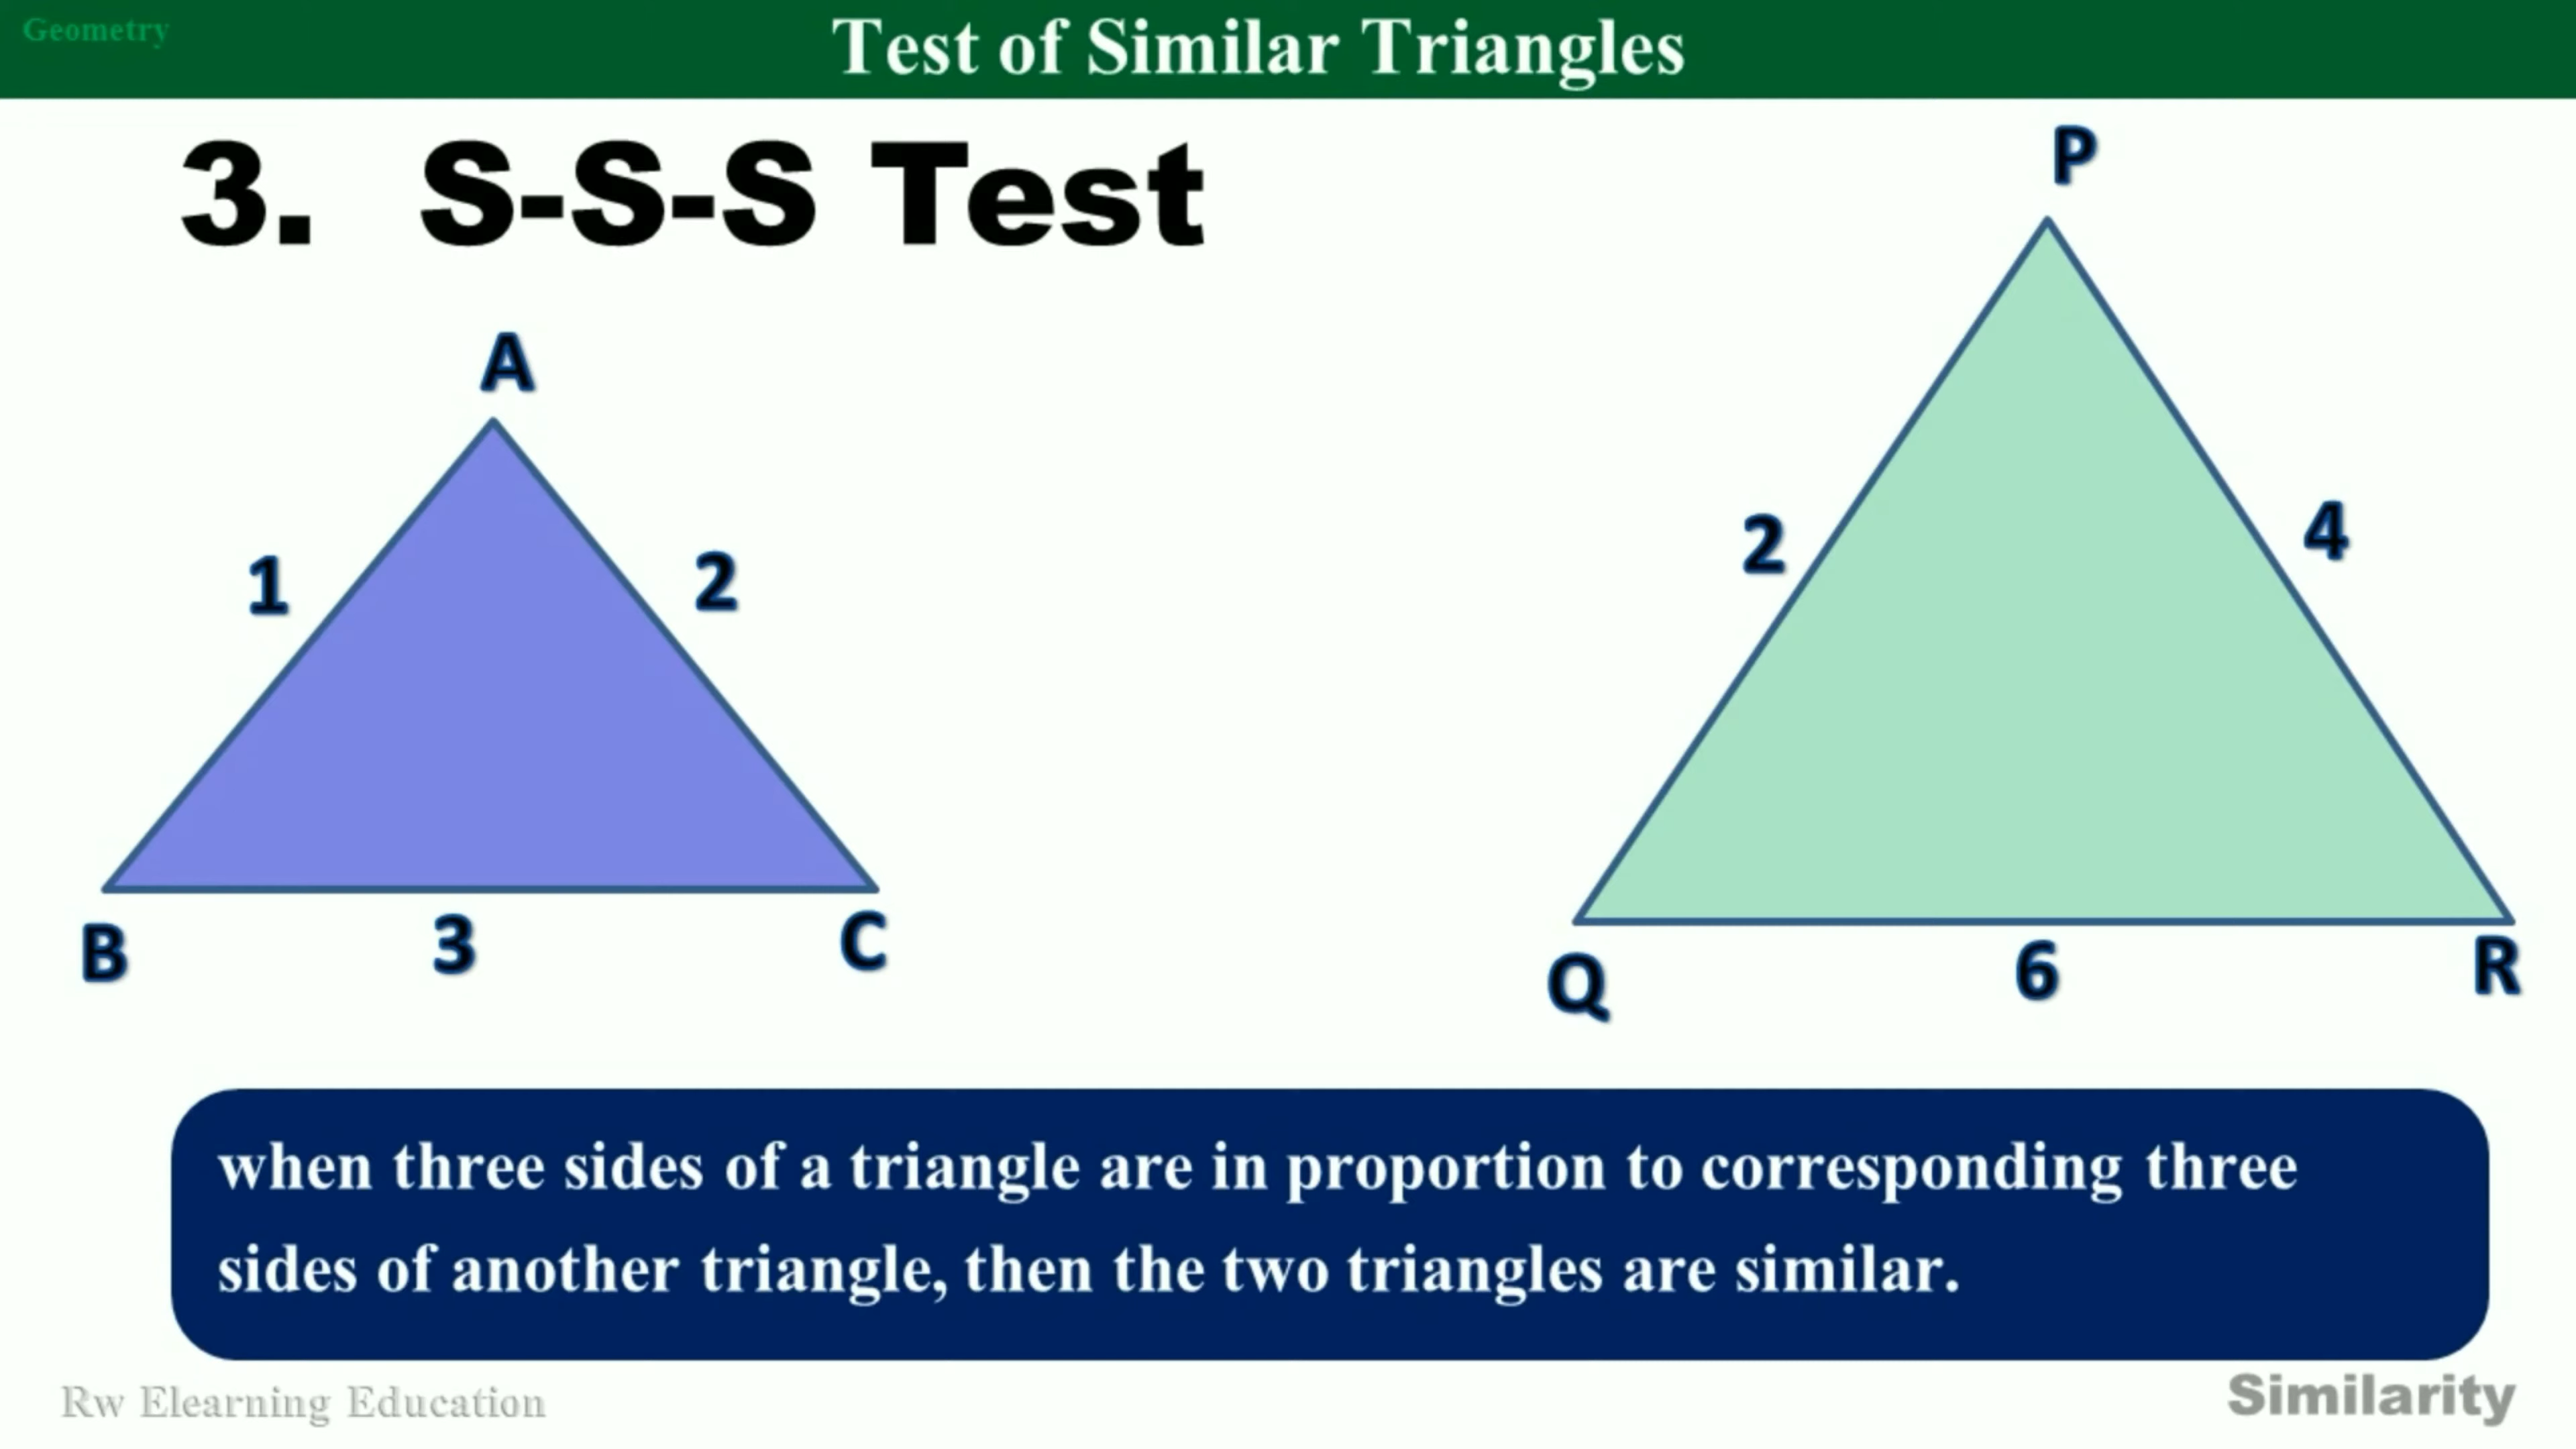 Geometry
Test of Similar Triangles
3. S-S-S Test
A
1
2
B
3
C
P
2
4
Q
6
R
when three sides of a triangle are in proportion to corresponding three
sides of another triangle, then the two triangles are similar.
Rw Elearning Education
Similarity